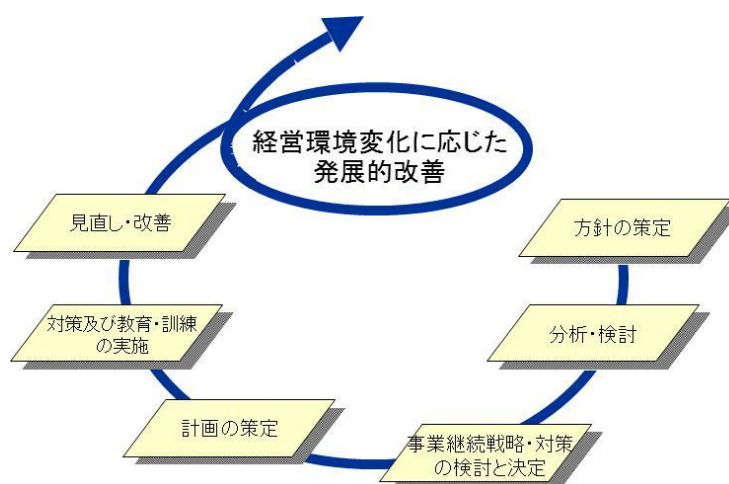 経営環境変化に応じた
発展的改善
見直し・改善
方針の策定
対策及び教育・訓練
の実施
分析・検討
計画の策定
事業継続戦略・対策
の検討と決定